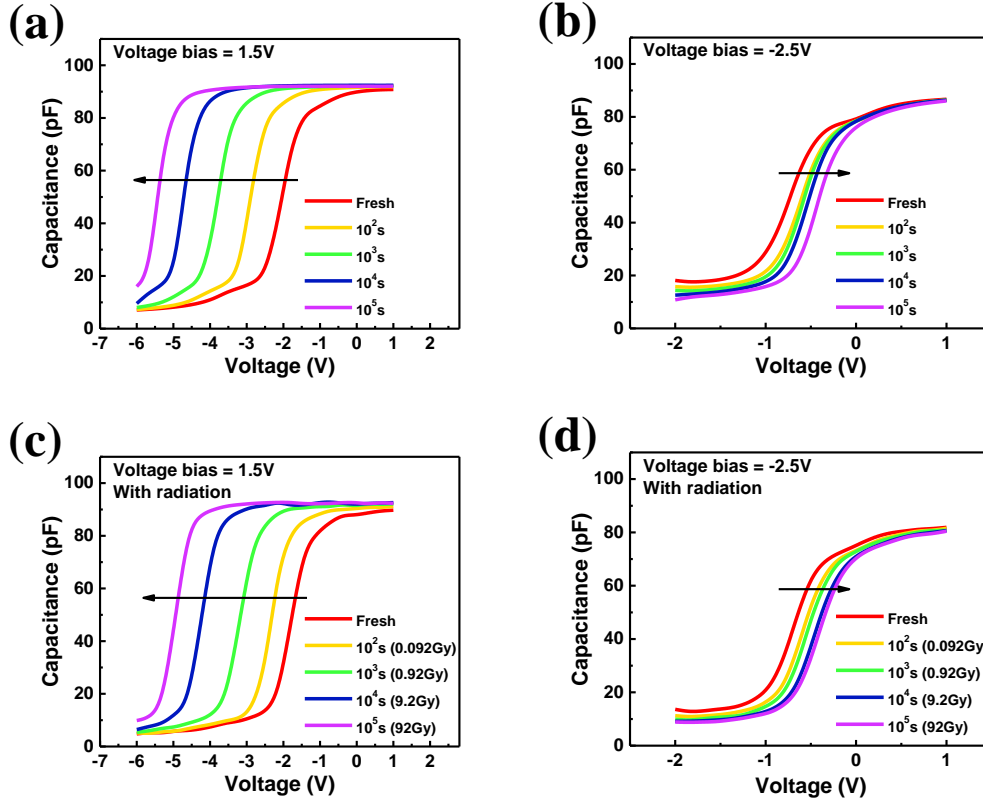 (a)
Voltage bias = 1.5V
Capacitance (pF)
100
80
60
40
20
0
Fresh
10²s
10³s
10⁴s
10⁵s
-7 -6 -5 -4 -3 -2 -1 0 1 2
Voltage (V)
(b)
Voltage bias = -2.5V
Capacitance (pF)
100
80
60
40
20
0
Fresh
10²s
10³s
10⁴s
10⁵s
-2 -1 0 1
Voltage (V)
(c)
Voltage bias = 1.5V
With radiation
Capacitance (pF)
100
80
60
40
20
0
Fresh
10²s (0.092Gy)
10³s (0.92Gy)
10⁴s (9.2Gy)
10⁵s (92Gy)
-7 -6 -5 -4 -3 -2 -1 0 1 2
Voltage (V)
(d)
Voltage bias = -2.5V
With radiation
Capacitance (pF)
100
80
60
40
20
0
Fresh
10²s (0.092Gy)
10³s (0.92Gy)
10⁴s (9.2Gy)
10⁵s (92Gy)
-2 -1 0 1
Voltage (V)